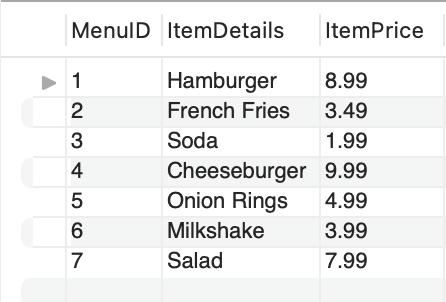 MenuID ItemDetails ItemPrice
1 Hamburger 8.99
2 French Fries 3.49
3 Soda 1.99
4 Cheeseburger 9.99
5 Onion Rings 4.99
6 Milkshake 3.99
7 Salad 7.99